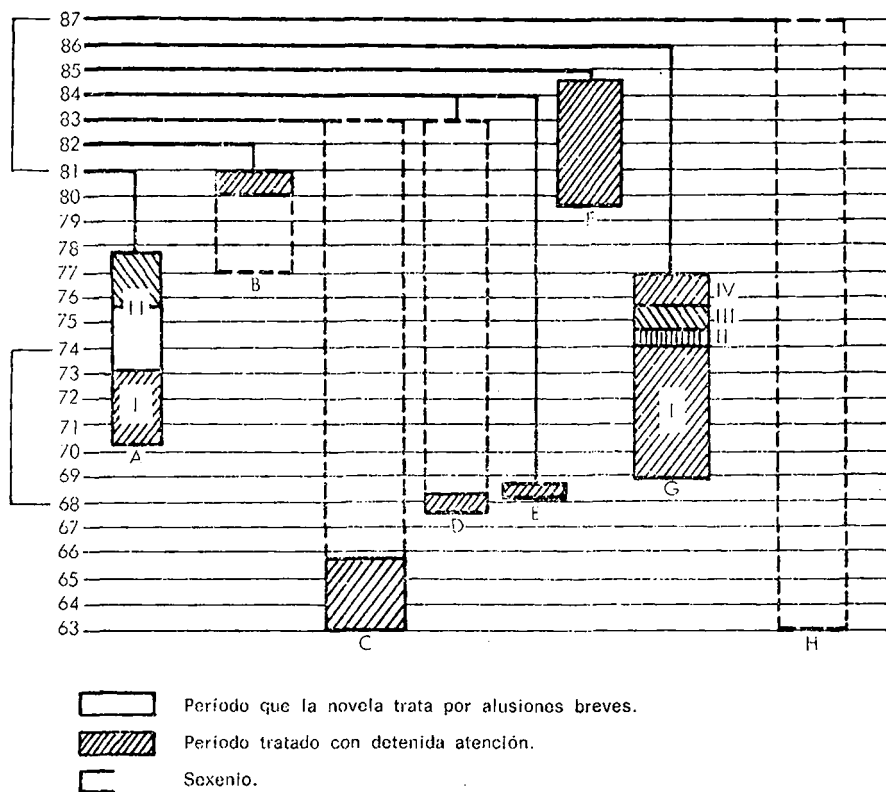 87
86
85
84
83
82
81
80
79
78
77
76
75
74
73
72
71
70
69
68
67
66
65
64
63
F
B
II
IV
III
II
I
I
A
G
D
E
C
H
Período que la novela trata por alusiones breves.
Período tratado con detenida atención.
Sexenio.